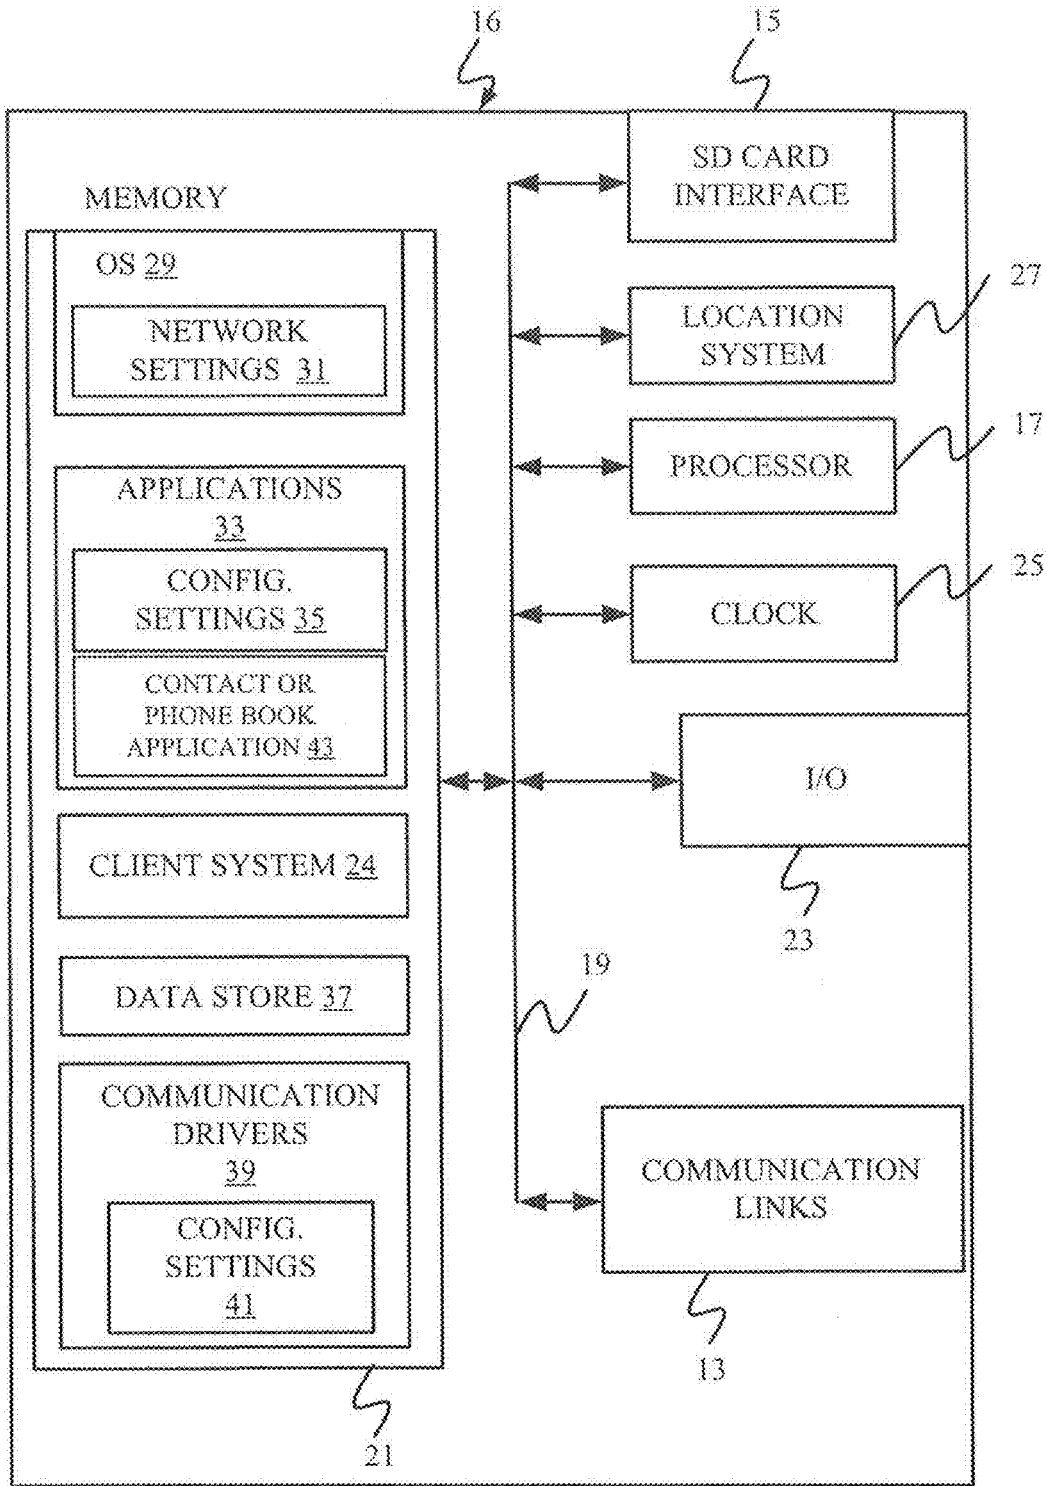 16
15
SD CARD
INTERFACE
MEMORY
OS 29
NETWORK
SETTINGS 31
27
LOCATION
SYSTEM
17
PROCESSOR
APPLICATIONS
33
CONFIG.
SETTINGS 35
CONTACT OR
PHONE BOOK
APPLICATION 43
25
CLOCK
I/O
23
CLIENT SYSTEM 24
19
DATA STORE 37
COMMUNICATION
DRIVERS
39
CONFIG.
SETTINGS
41
COMMUNICATION
LINKS
13
21